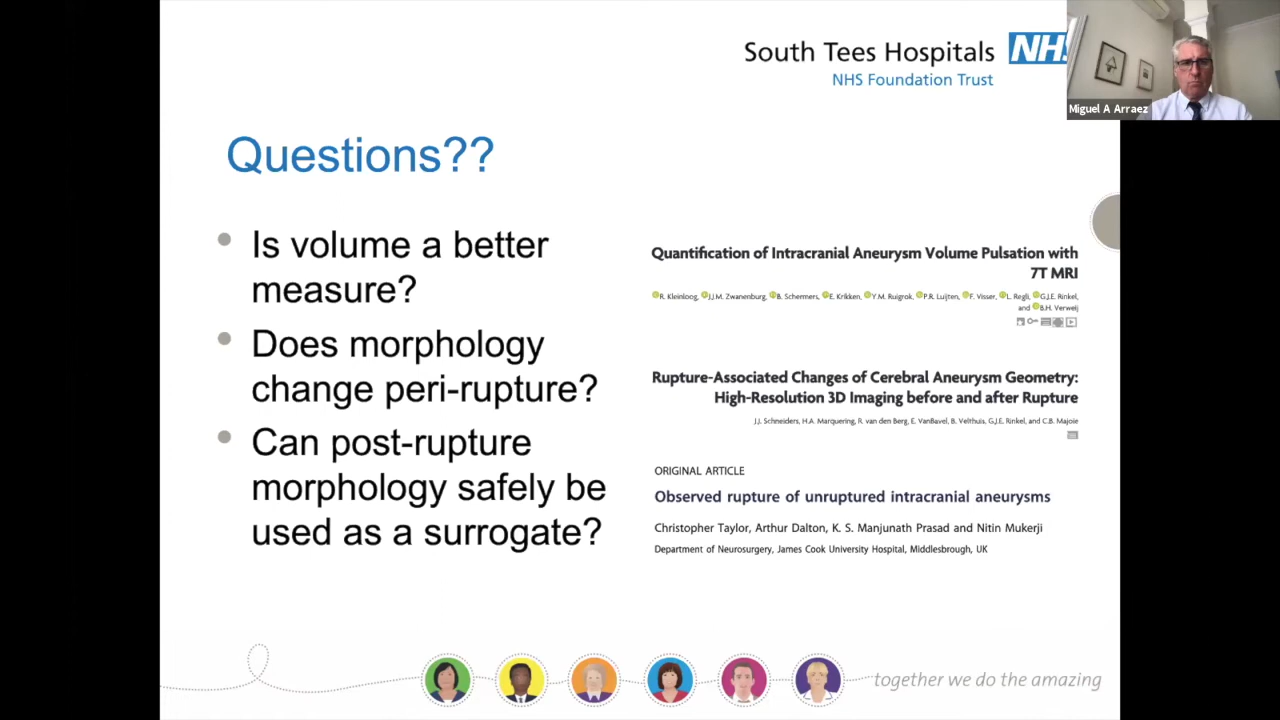 South Tees Hospitals NHS
NHS Foundation Trust
Miguel A Arraez
Questions??
Is volume a better
measure?
Does morphology
change peri-rupture?
Can post-rupture
morphology safely be
used as a surrogate?
Quantification of Intracranial Aneurysm Volume Pulsation with
7T MRI
R. Kleinloog, J.J.M. Zwanenburg, B. Schermers, E. Krikken, Y.M. Ruigrok, P.R. Luijten, F. Visser, L. Regli, G.J.E. Rinkel,
and B.H. Verweij
Rupture-Associated Changes of Cerebral Aneurysm Geometry:
High-Resolution 3D Imaging before and after Rupture
J.J. Schneiders, H.A. Marquering, R. van den Berg, E. VanBavel, B. Velthuis, G.J.E. Rinkel, and C.B. Majoie
ORIGINAL ARTICLE
Observed rupture of unruptured intracranial aneurysms
Christopher Taylor, Arthur Dalton, K. S. Manjunath Prasad and Nitin Mukerji
Department of Neurosurgery, James Cook University Hospital, Middlesbrough, UK
together we do the amazing